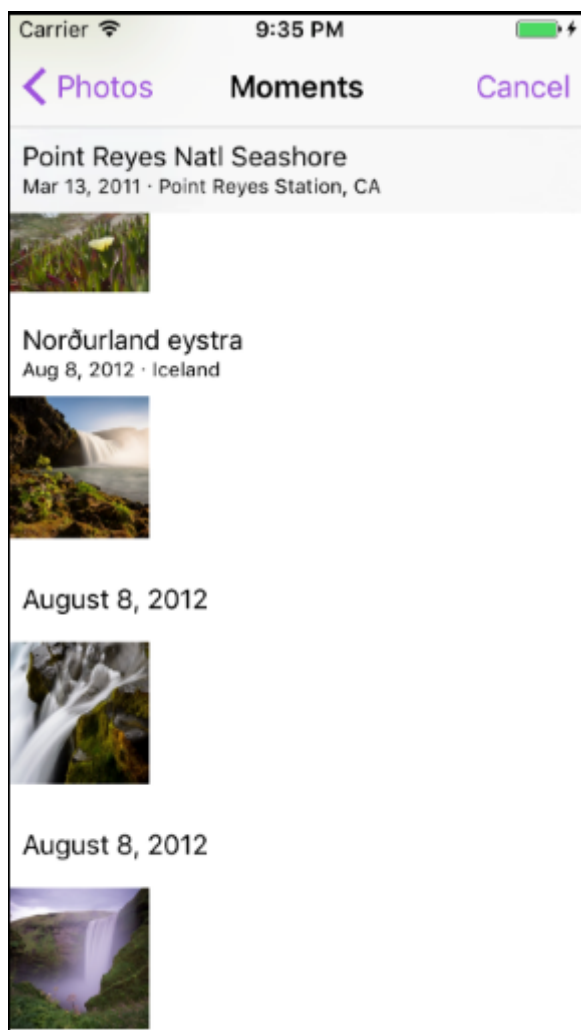 Carrier 9:35 PM
Photos Moments Cancel
Point Reyes Natl Seashore
Mar 13, 2011 · Point Reyes Station, CA
Norðurland eystra
Aug 8, 2012 · Iceland
August 8, 2012
August 8, 2012